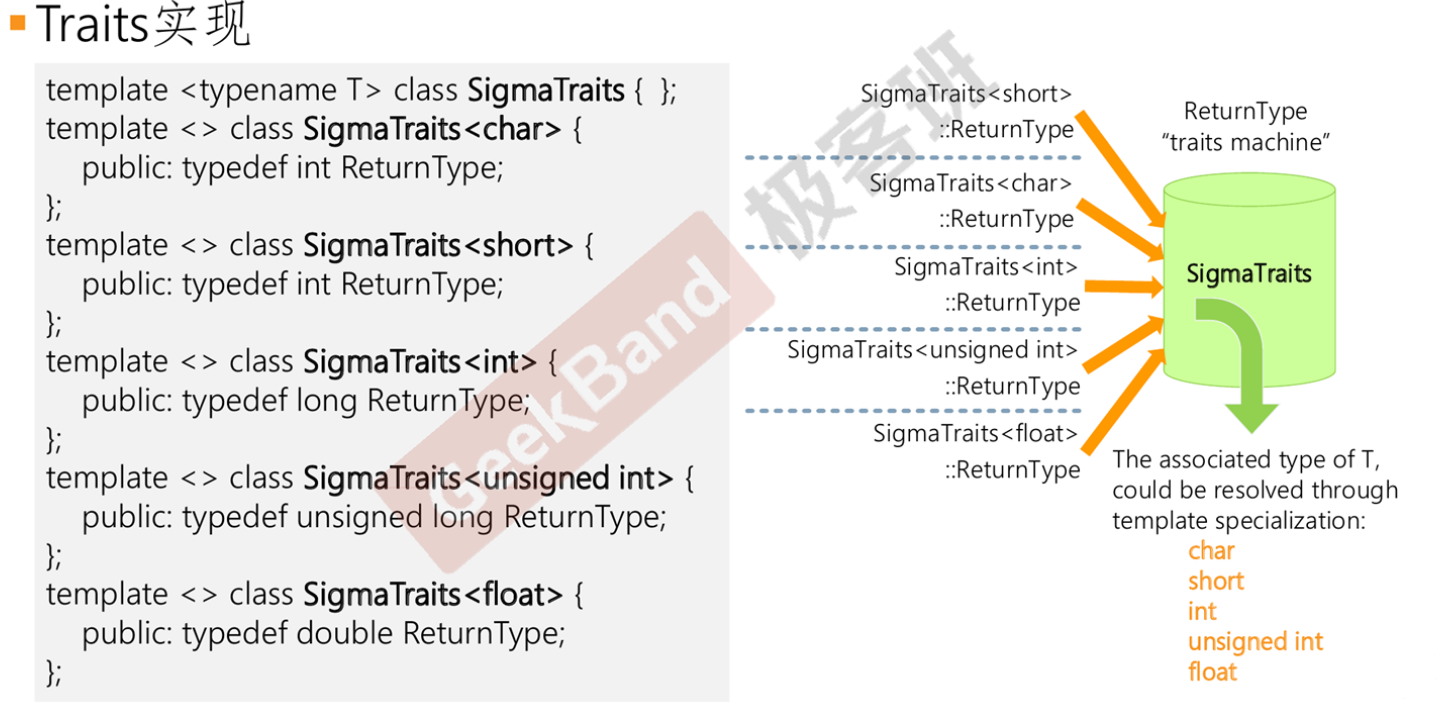 Traits实现
template <typename T> class SigmaTraits { };
template <> class SigmaTraits<char> {
public: typedef int ReturnType;
};
template <> class SigmaTraits<short> {
public: typedef int ReturnType;
};
template <> class SigmaTraits<int> {
public: typedef long ReturnType;
};
template <> class SigmaTraits<unsigned int> {
public: typedef unsigned long ReturnType;
};
template <> class SigmaTraits<float> {
public: typedef double ReturnType;
};
SigmaTraits<short>
::ReturnType
SigmaTraits<char>
::ReturnType
SigmaTraits<int>
::ReturnType
SigmaTraits<unsigned int>
::ReturnType
SigmaTraits<float>
::ReturnType
ReturnType
“traits machine”
SigmaTraits
The associated type of T,
could be resolved through
template specialization:
char
short
int
unsigned int
float
GeekBand 极客班